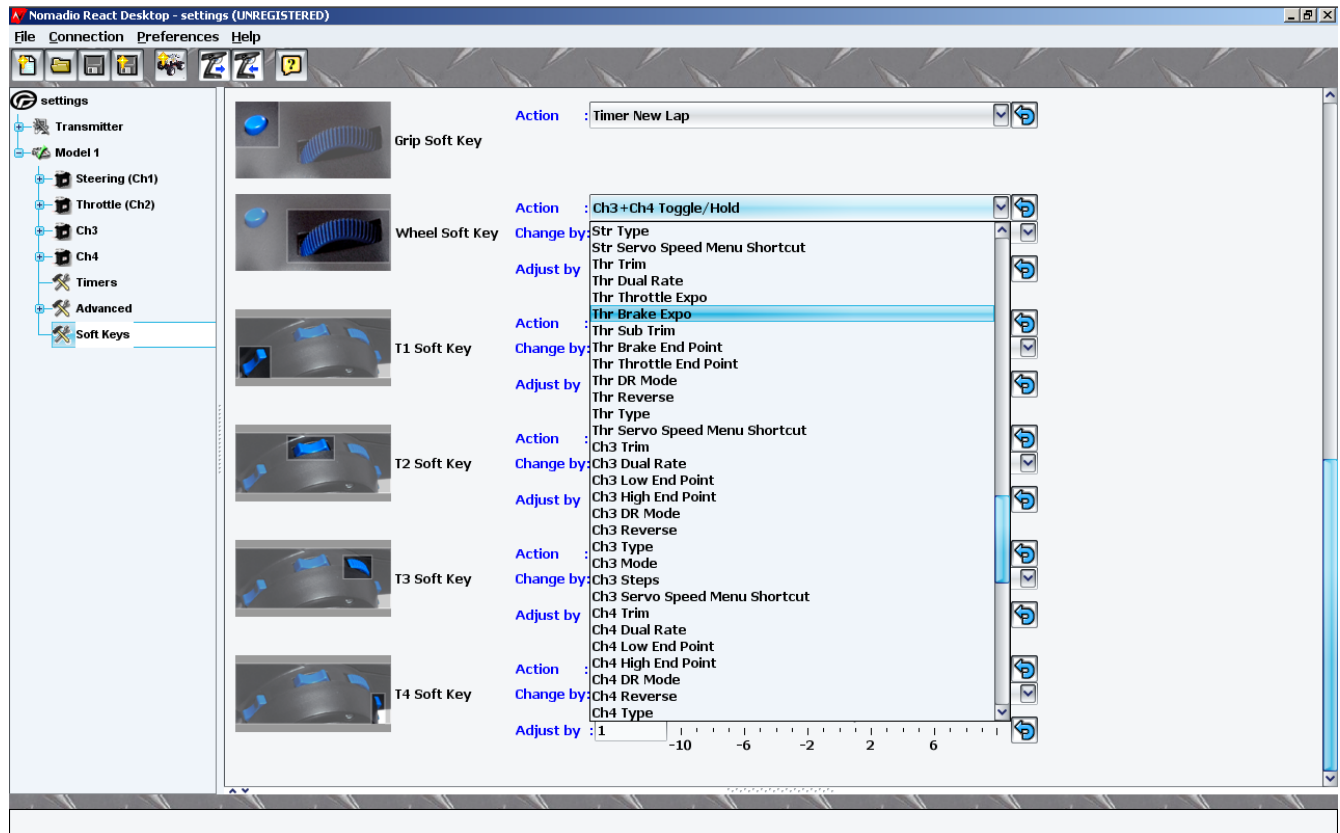 Nomadio React Desktop - settings (UNREGISTERED)
File Connection Preferences Help
settings
Transmitter
Model 1
Steering (Ch1)
Throttle (Ch2)
Ch3
Ch4
Timers
Advanced
Soft Keys
Grip Soft Key
Action : Timer New Lap
Wheel Soft Key
Action : Ch3+Ch4 Toggle/Hold
Change by:
Adjust by
Str Type
Str Servo Speed Menu Shortcut
Thr Trim
Thr Dual Rate
Thr Throttle Expo
Thr Brake Expo
Thr Sub Trim
Thr Brake End Point
Thr Throttle End Point
Thr DR Mode
Thr Reverse
Thr Type
Thr Servo Speed Menu Shortcut
Ch3 Trim
Ch3 Dual Rate
Ch3 Low End Point
Ch3 High End Point
Ch3 DR Mode
Ch3 Reverse
Ch3 Type
Ch3 Mode
Ch3 Steps
Ch3 Servo Speed Menu Shortcut
Ch4 Trim
Ch4 Dual Rate
Ch4 Low End Point
Ch4 High End Point
Ch4 DR Mode
Ch4 Reverse
Ch4 Type
T1 Soft Key
Action :
Change by:
Adjust by
T2 Soft Key
Action :
Change by:
Adjust by
T3 Soft Key
Action :
Change by:
Adjust by
T4 Soft Key
Action :
Change by:
Adjust by : 1
-10 -6 -2 2 6